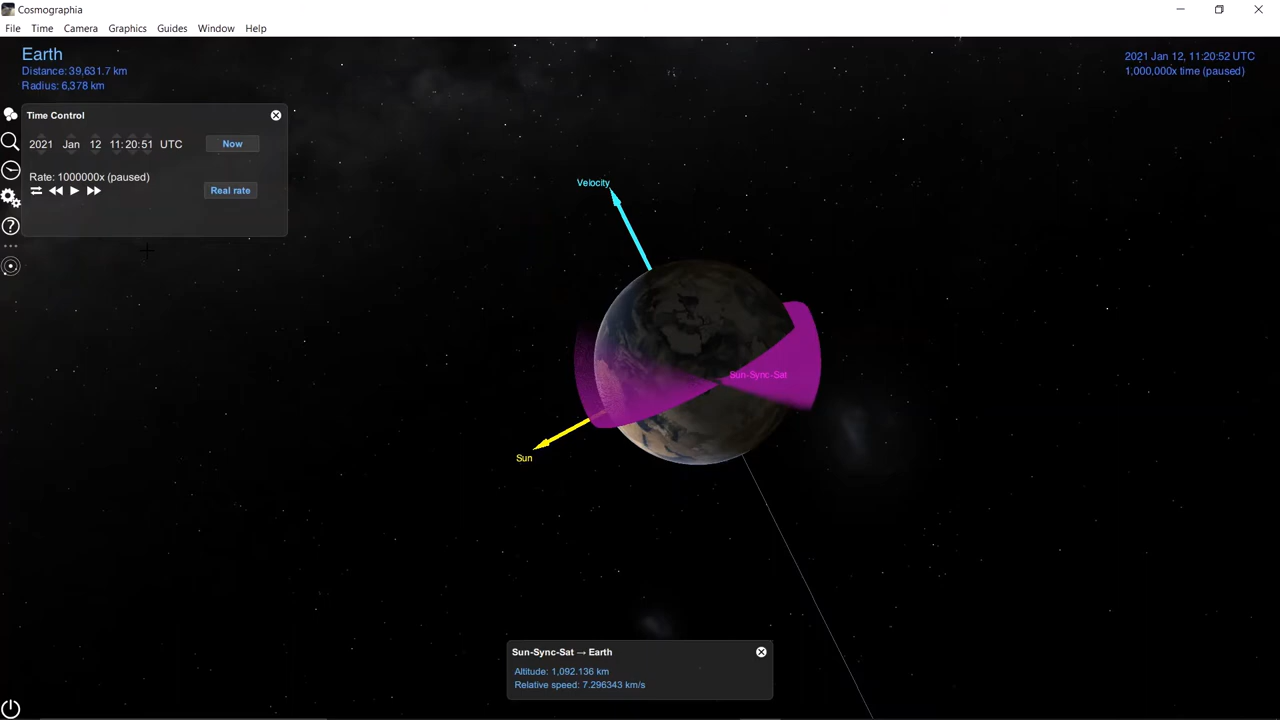 Cosmographia
File Time Camera Graphics Guides Window Help
Earth
Distance: 39,631.7 km
Radius: 6,378 km
2021 Jan 12, 11:20:52 UTC
1,000,000x time (paused)
Time Control
2021 Jan 12 11:20:51 UTC Now
Rate: 1000000x (paused)
Real rate
Velocity
Sun-Sync-Sat
Sun
Sun-Sync-Sat → Earth
Altitude: 1,092.136 km
Relative speed: 7.296343 km/s